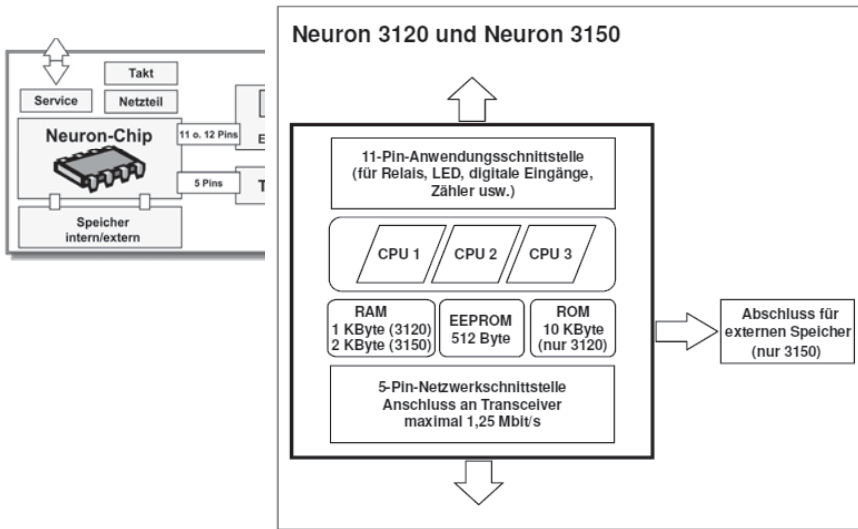 Takt
Service
Netzteil
Neuron-Chip
11 o. 12 Pins
E
5 Pins
T
Speicher
intern/extern
Neuron 3120 und Neuron 3150
11-Pin-Anwendungsschnittstelle
(für Relais, LED, digitale Eingänge,
Zähler usw.)
CPU 1
CPU 2
CPU 3
RAM
1 KByte (3120)
2 KByte (3150)
EEPROM
512 Byte
ROM
10 KByte
(nur 3120)
5-Pin-Netzwerkschnittstelle
Anschluss an Transceiver
maximal 1,25 Mbit/s
Abschluss für
externen Speicher
(nur 3150)